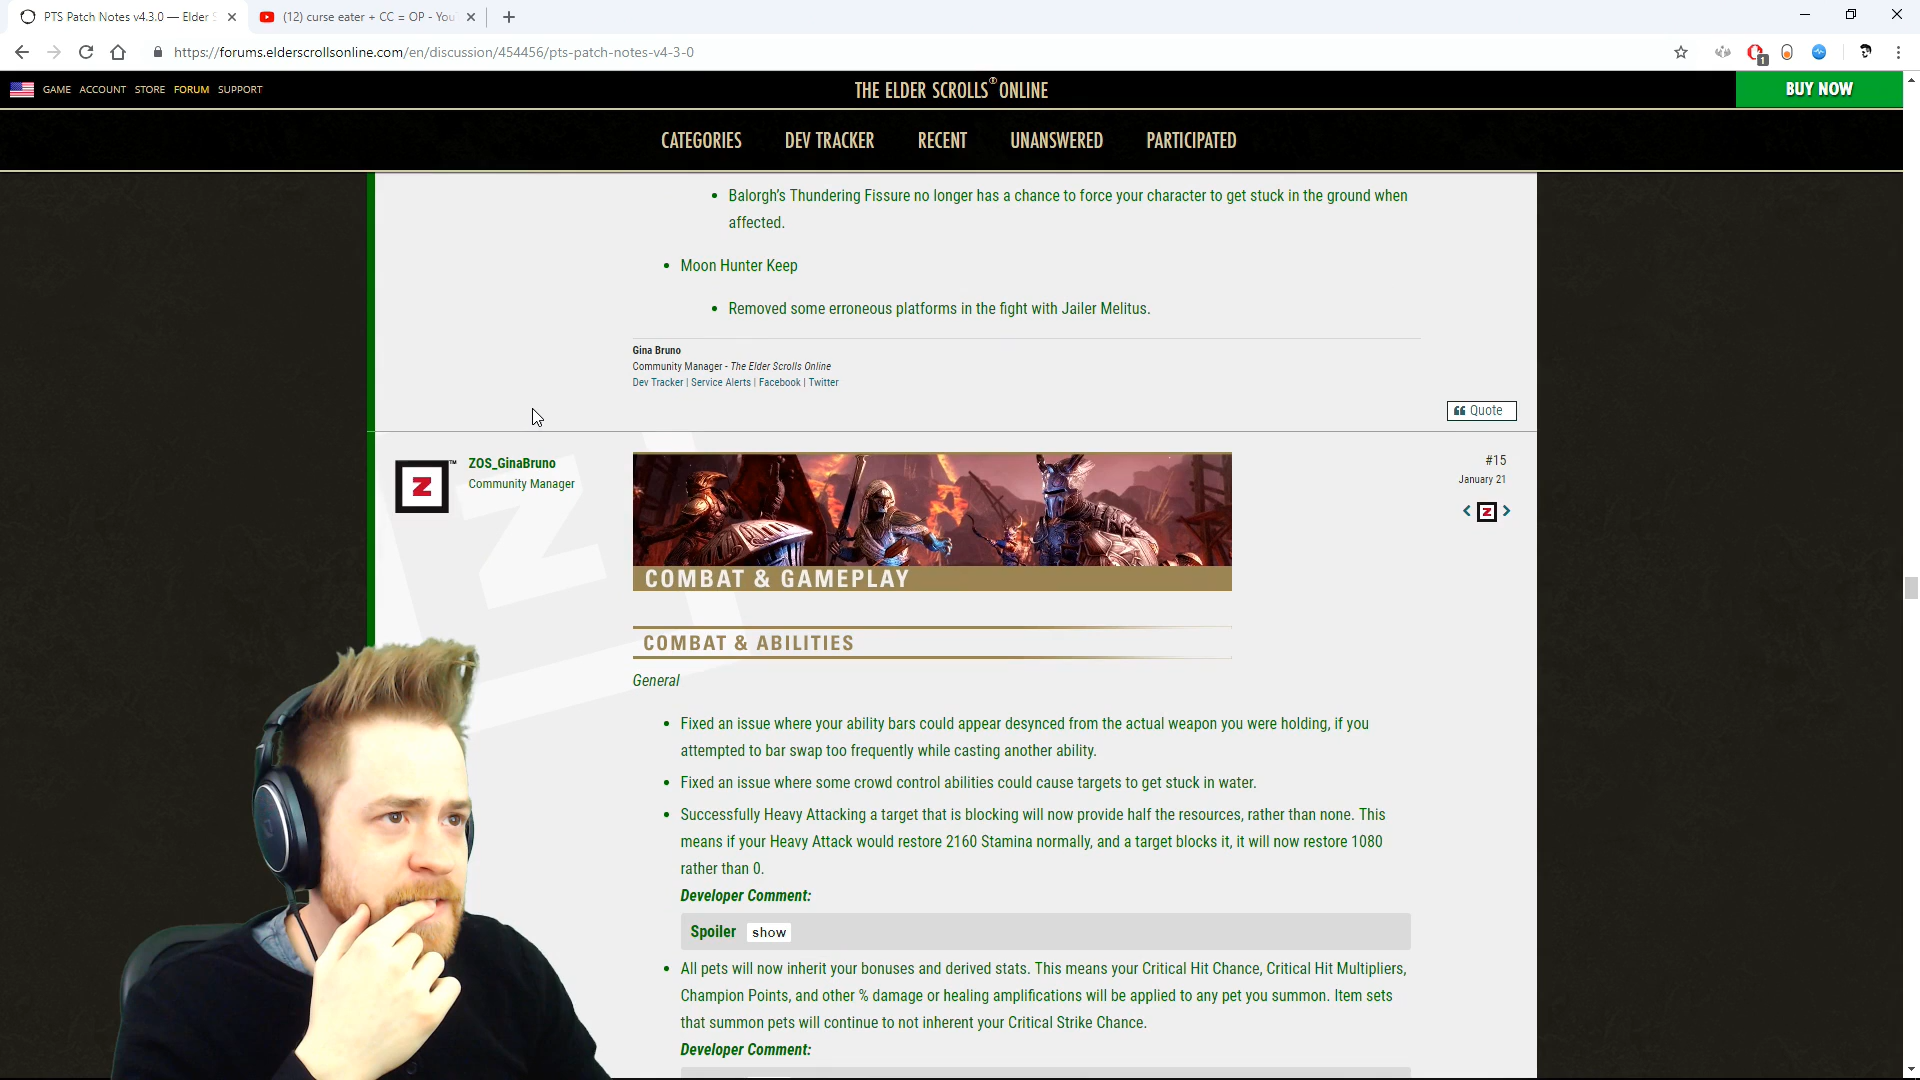 PTS Patch Notes v4.3.0 — Elder S
(12) curse eater + CC = OP - You
https://forums.elderscrollsonline.com/en/discussion/454456/pts-patch-notes-v4-3-0
1
GAME ACCOUNT STORE FORUM SUPPORT
THE ELDER SCROLLS ONLINE
BUY NOW
CATEGORIES DEV TRACKER RECENT UNANSWERED PARTICIPATED
• Balorgh's Thundering Fissure no longer has a chance to force your character to get stuck in the ground when
affected.
• Moon Hunter Keep
• Removed some erroneous platforms in the fight with Jailer Melitus.
Gina Bruno
Community Manager - The Elder Scrolls Online
Dev Tracker | Service Alerts | Facebook | Twitter
Quote
ZOS_GinaBruno
Community Manager
Z™
#15
January 21
< Z >
COMBAT & GAMEPLAY
COMBAT & ABILITIES
General
• Fixed an issue where your ability bars could appear desynced from the actual weapon you were holding, if you
attempted to bar swap too frequently while casting another ability.
• Fixed an issue where some crowd control abilities could cause targets to get stuck in water.
• Successfully Heavy Attacking a target that is blocking will now provide half the resources, rather than none. This
means if your Heavy Attack would restore 2160 Stamina normally, and a target blocks it, it will now restore 1080
rather than 0.
Developer Comment:
Spoiler show
• All pets will now inherit your bonuses and derived stats. This means your Critical Hit Chance, Critical Hit Multipliers,
Champion Points, and other % damage or healing amplifications will be applied to any pet you summon. Item sets
that summon pets will continue to not inherent your Critical Strike Chance.
Developer Comment: